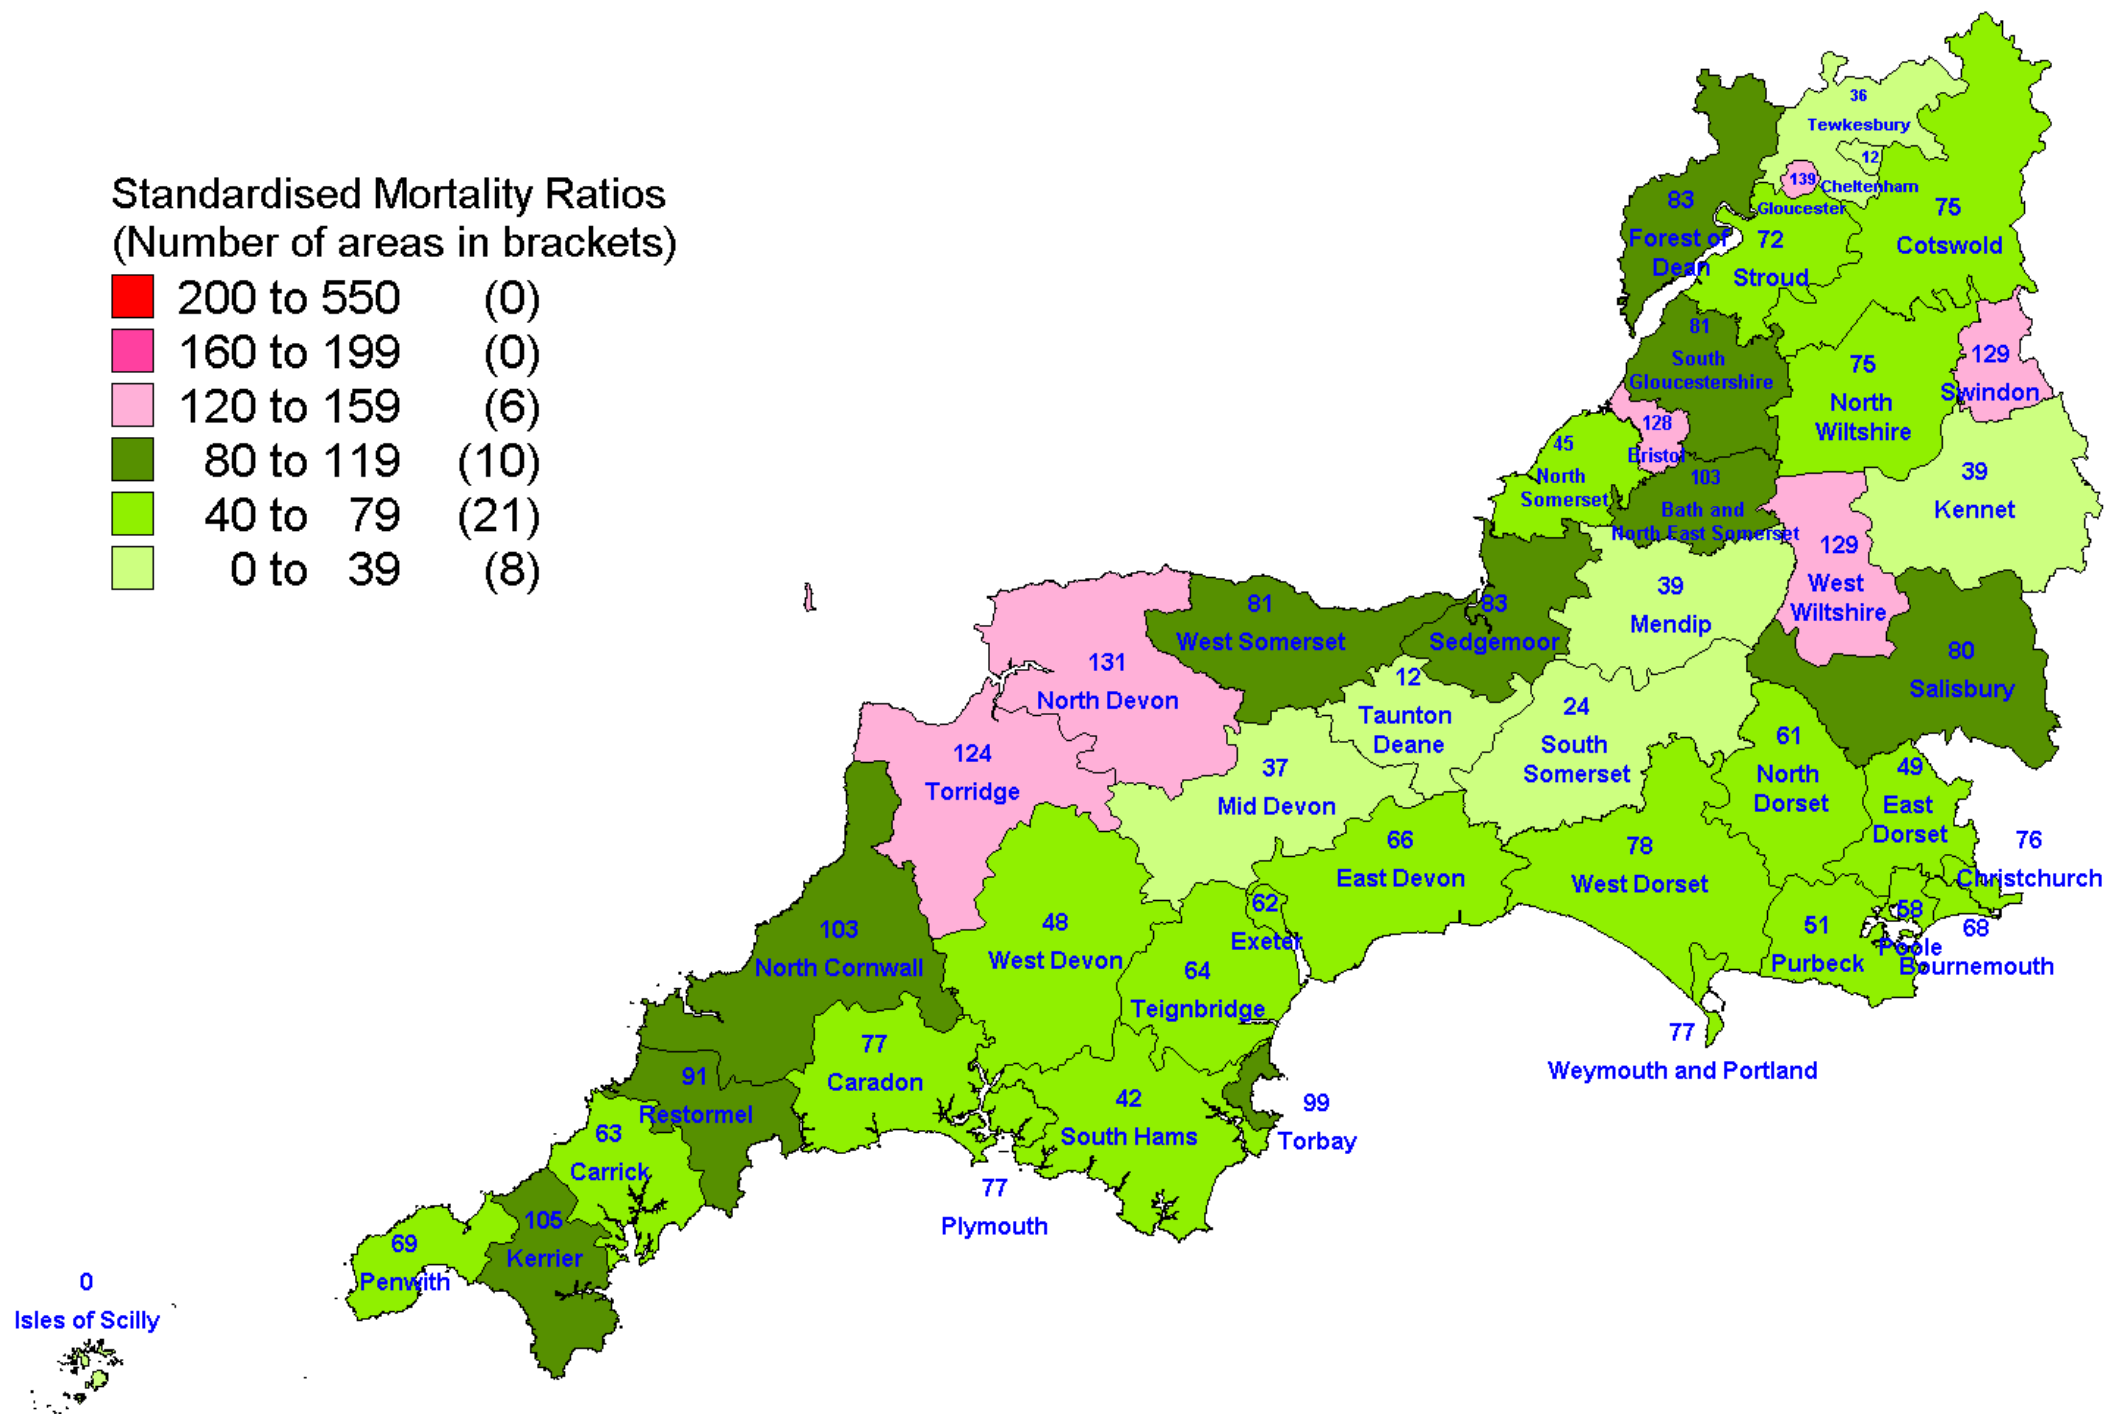 Standardised Mortality Ratios
(Number of areas in brackets)
200 to 550 (0)
160 to 199 (0)
120 to 159 (6)
80 to 119 (10)
40 to 79 (21)
0 to 39 (8)
36
Tewkesbury
12
Cheltenham
139
Gloucester
83
Forest of
Dean
72
Stroud
75
Cotswold
81
South
Gloucestershire
75
North
Wiltshire
129
Swindon
128
Bristol
45
North
Somerset
103
Bath and
North East Somerset
39
Kennet
129
West
Wiltshire
39
Mendip
83
Sedgemoor
81
West Somerset
131
North Devon
80
Salisbury
12
Taunton
Deane
24
South
Somerset
61
North
Dorset
49
East
Dorset
124
Torridge
37
Mid Devon
66
East Devon
78
West Dorset
76
Christchurch
58
Poole
68
Bournemouth
51
Purbeck
62
Exeter
48
West Devon
64
Teignbridge
103
North Cornwall
77
Weymouth and Portland
77
Caradon
91
Restormel
42
South Hams
99
Torbay
63
Carrick
77
Plymouth
105
Kerrier
69
Penwith
0
Isles of Scilly